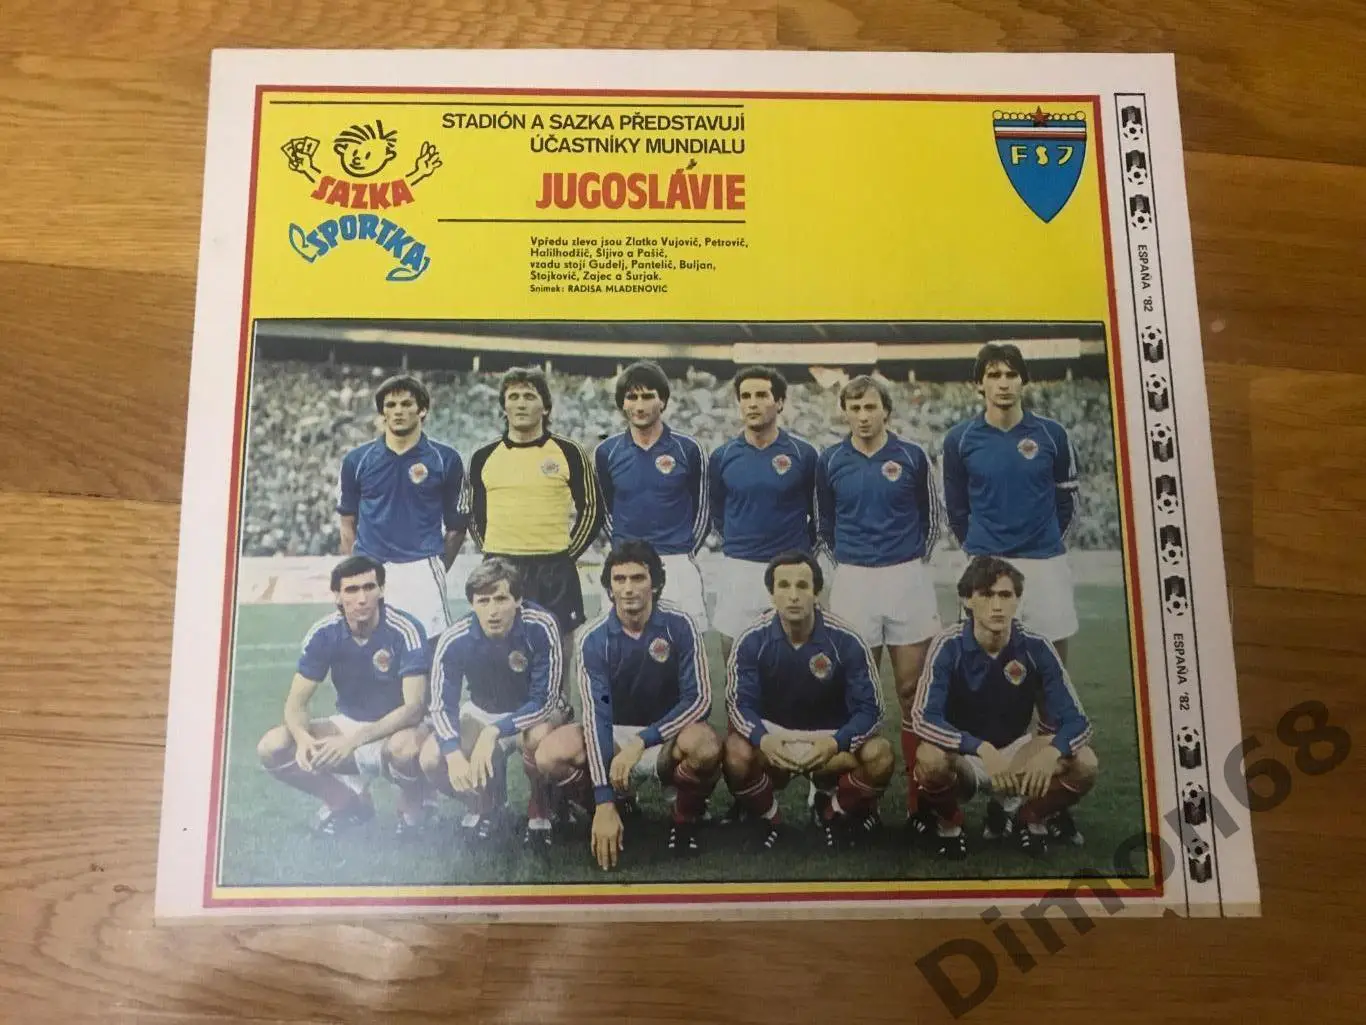 STADIÓN A SAZKA PŘEDSTAVUJÍ
ÚČASTNÍKY MUNDIALU
JUGOSLÁVIE
SAZKA
SPORTKA
FSJ
Vpředu zleva jsou Zlatko Vujovič, Petrovič,
Halilhodžič, Šljivo a Pašič,
vzadu stojí Gudelj, Pantelič, Buljan,
Stojkovič, Zajec a Šurjak.
Snímek: RADIŠA MLADENOVIĆ
ESPAÑA '82
ESPAÑA '82
Dimon68